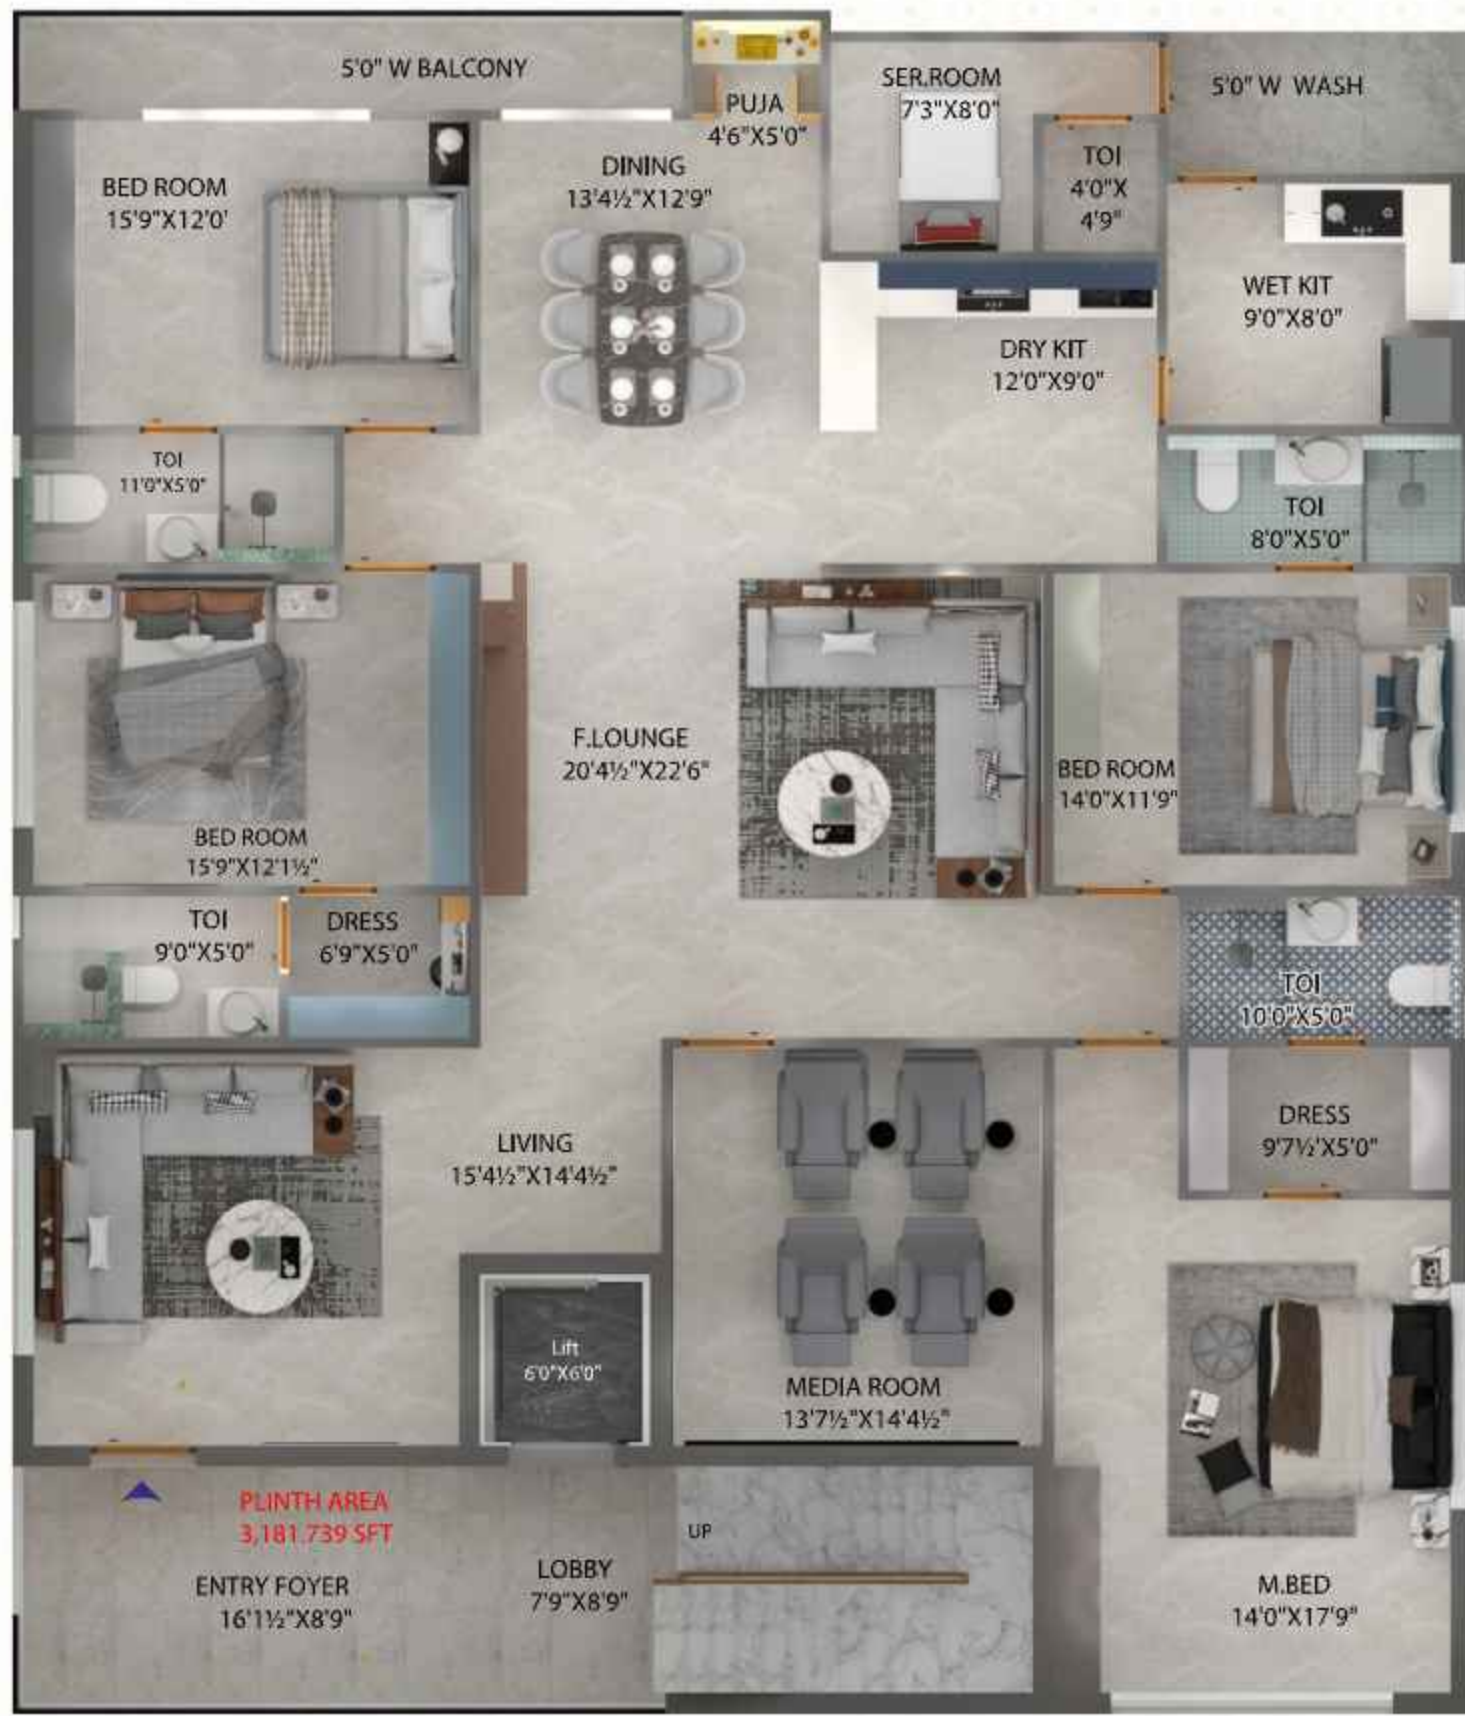 5'0" W BALCONY
PUJA
4'6"X5'0"
SER.ROOM
7'3"X8'0"
5'0" W WASH
BED ROOM
15'9"X12'0'
DINING
13'4½"X12'9"
TOI
4'0"X
4'9"
WET KIT
9'0"X8'0"
DRY KIT
12'0"X9'0"
TOI
11'0"X5'0"
TOI
8'0"X5'0"
F.LOUNGE
20'4½"X22'6"
BED ROOM
14'0"X11'9"
BED ROOM
15'9"X12'1½"
TOI
9'0"X5'0"
DRESS
6'9"X5'0"
TOI
10'0"X5'0"
LIVING
15'4½"X14'4½"
DRESS
9'7½'X5'0"
Lift
6'0"X6'0"
MEDIA ROOM
13'7½"X14'4½"
PLINTH AREA
3,181.739 SFT
UP
ENTRY FOYER
16'1½"X8'9"
LOBBY
7'9"X8'9"
M.BED
14'0"X17'9"